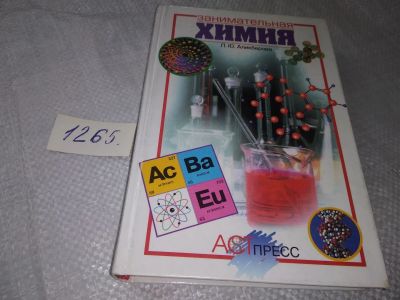 занимательная
ХИМИЯ
Л. Ю. Аликберова
1265.
Ac
Ba
Eu
АСТ ПРЕСС